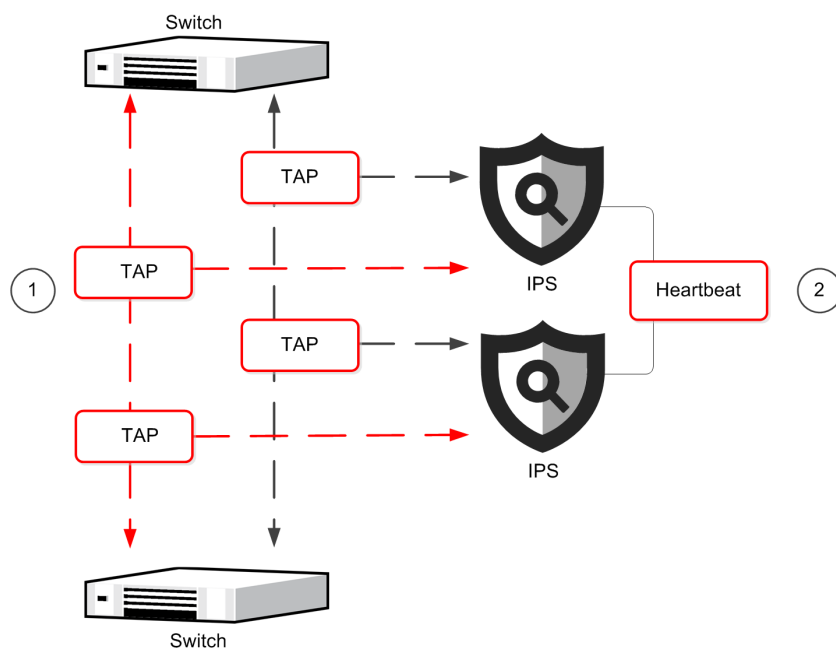 Switch
TAP
TAP
1
IPS
Heartbeat
2
TAP
TAP
IPS
Switch